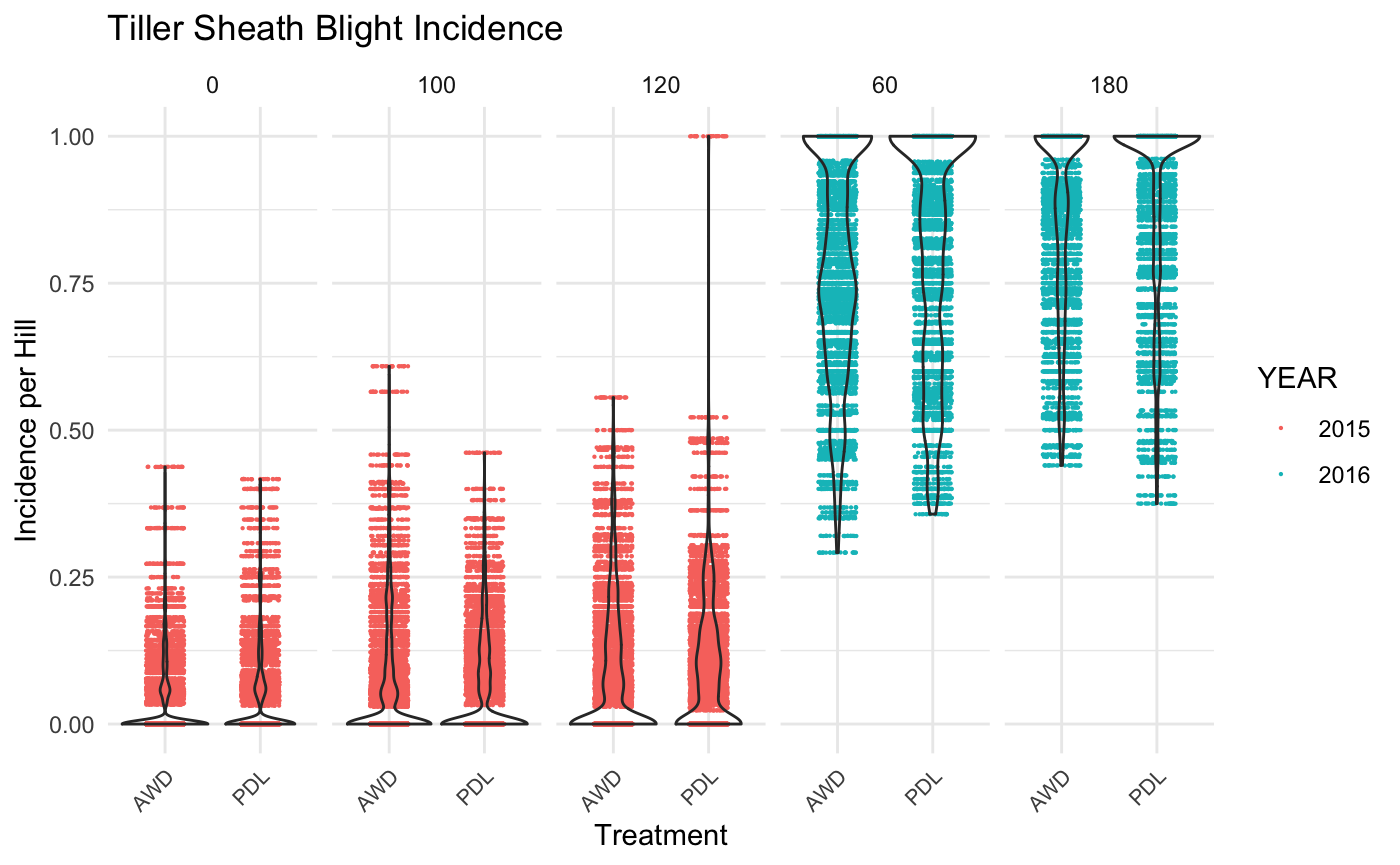 Tiller Sheath Blight Incidence
0 100 120 60 180
1.00
0.75
0.50
0.25
0.00
Incidence per Hill
AWD PDL AWD PDL AWD PDL AWD PDL AWD PDL
Treatment
YEAR
2015
2016